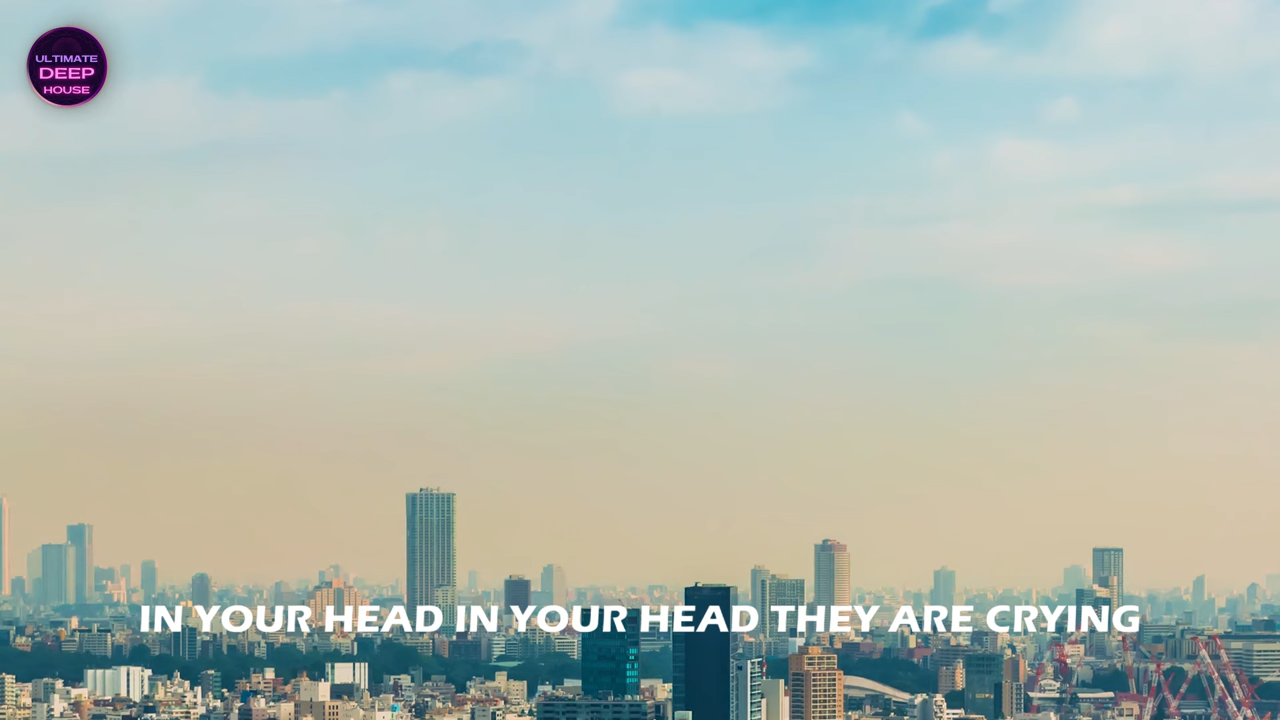 ULTIMATE
DEEP
HOUSE
IN YOUR HEAD IN YOUR HEAD THEY ARE CRYING